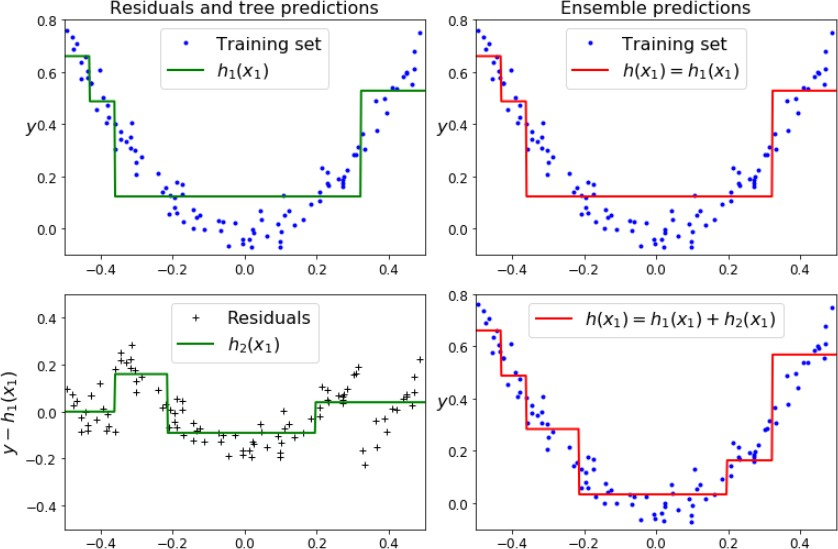 Residuals and tree predictions
Ensemble predictions
0.8
0.6
y 0.4
0.2
0.0
−0.4 −0.2 0.0 0.2 0.4
Training set
h₁(x₁)
0.8
0.6
y 0.4
0.2
0.0
−0.4 −0.2 0.0 0.2 0.4
Training set
h(x₁) = h₁(x₁)
0.4
0.2
0.0
−0.2
−0.4
y − h₁(x₁)
−0.4 −0.2 0.0 0.2 0.4
Residuals
h₂(x₁)
0.8
0.6
y 0.4
0.2
0.0
−0.4 −0.2 0.0 0.2 0.4
h(x₁) = h₁(x₁) + h₂(x₁)